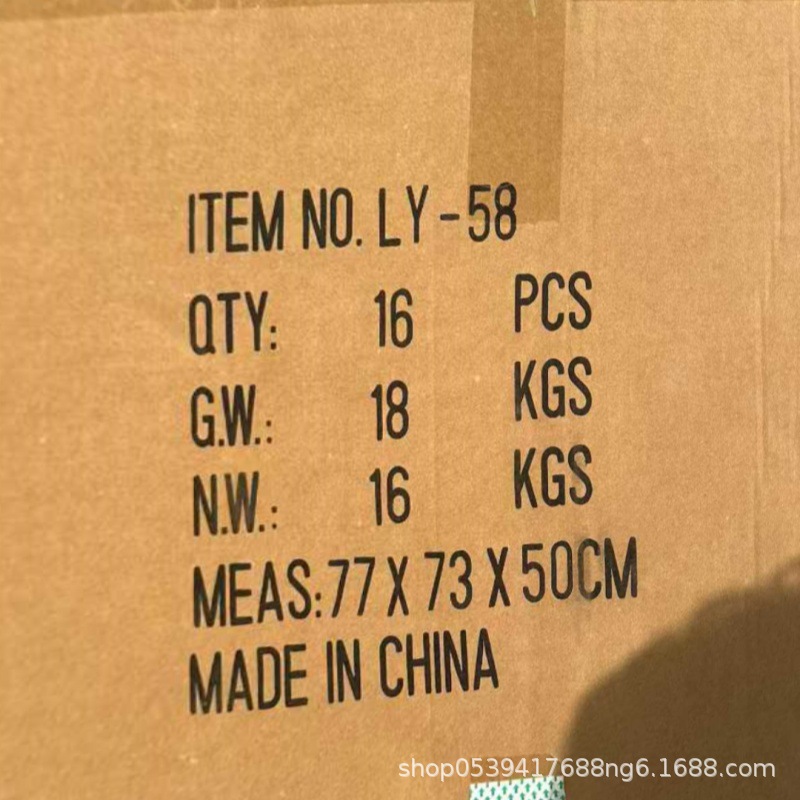 ITEM NO. LY-58
QTY: 16 PCS
G.W.: 18 KGS
N.W.: 16 KGS
MEAS:77 X 73 X 50CM
MADE IN CHINA
shop0539417688ng6.1688.com